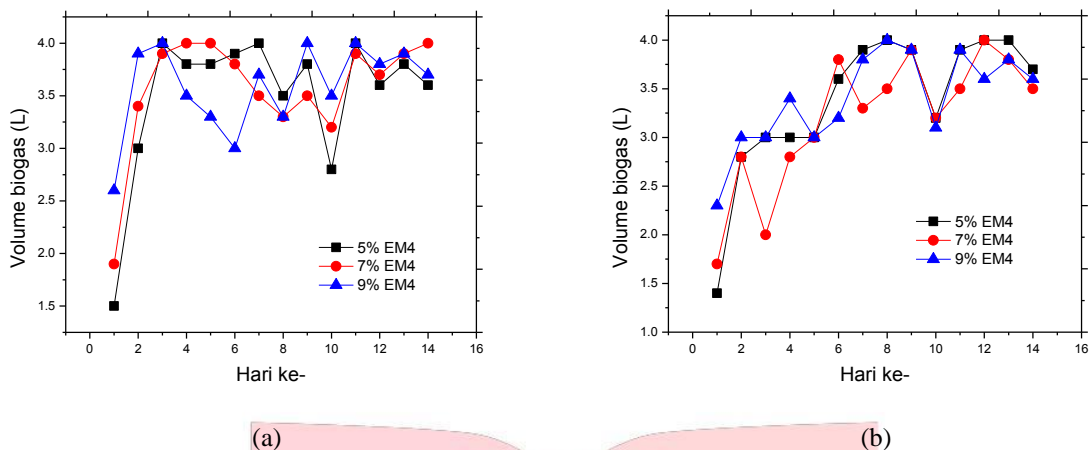 4.0
3.5
3.0
2.5
2.0
1.5
Volume biogas (L)
5% EM4
7% EM4
9% EM4
0 2 4 6 8 10 12 14 16
Hari ke-
(a)
4.0
3.5
3.0
2.5
2.0
1.5
1.0
Volume biogas (L)
5% EM4
7% EM4
9% EM4
0 2 4 6 8 10 12 14 16
Hari ke-
(b)